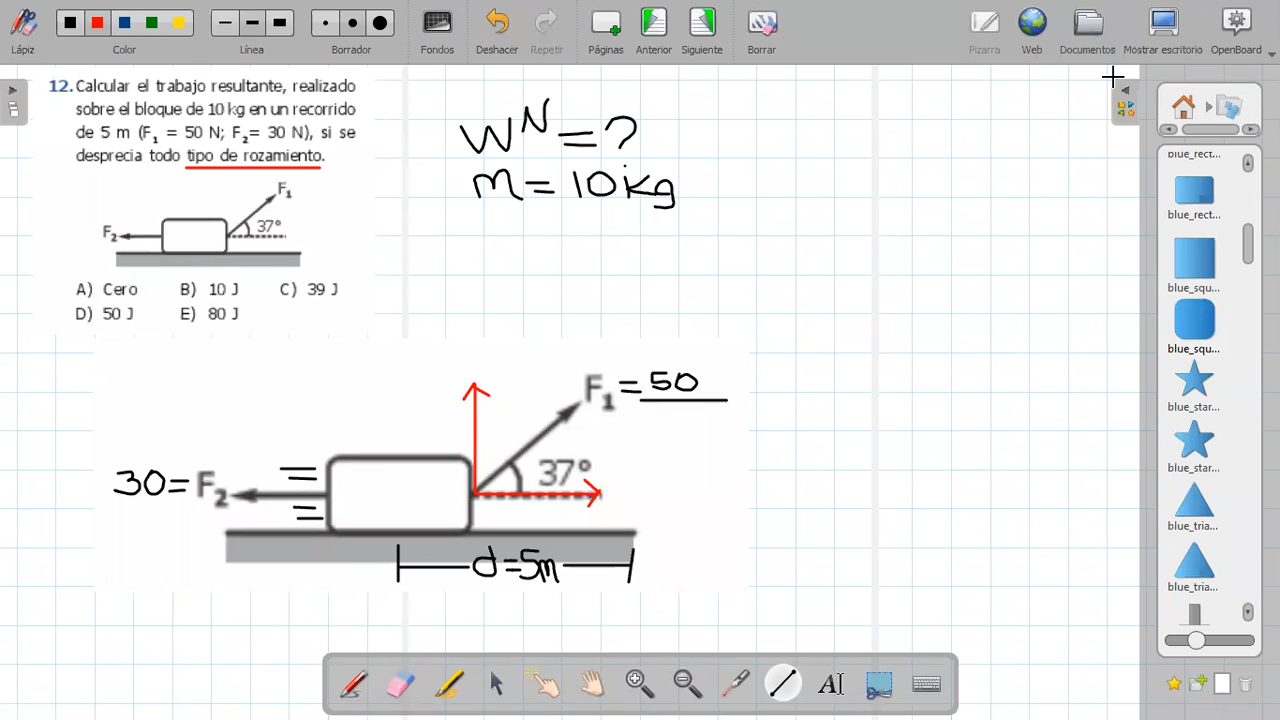 Lápiz
Color
Línea
Borrador
Fondos
Deshacer
Repetir
Páginas
Anterior
Siguiente
Borrar
Pizarra
Web
Documentos
Mostrar escritorio
OpenBoard
12. Calcular el trabajo resultante, realizado
sobre el bloque de 10 kg en un recorrido
de 5 m (F₁ = 50 N; F₂= 30 N), si se
desprecia todo tipo de rozamiento.
F₁
F₂
37°
A) Cero B) 10 J C) 39 J
D) 50 J E) 80 J
Wᴺ = ?
m = 10kg
F₁ = 50
30 = F₂
37°
d = 5m
blue_rect...
blue_rect...
blue_squ...
blue_squ...
blue_star...
blue_star...
blue_tria...
blue_tria...
AI